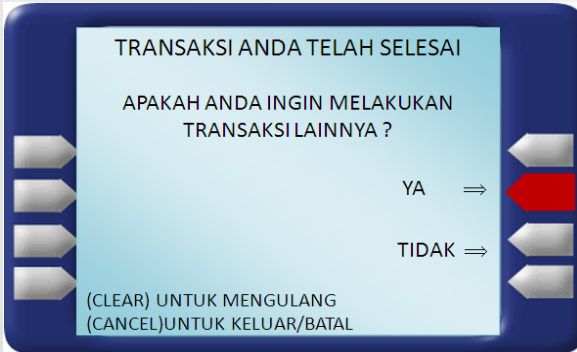 TRANSAKSI ANDA TELAH SELESAI
APAKAH ANDA INGIN MELAKUKAN
TRANSAKSI LAINNYA ?
YA ⇒
TIDAK ⇒
(CLEAR) UNTUK MENGULANG
(CANCEL)UNTUK KELUAR/BATAL